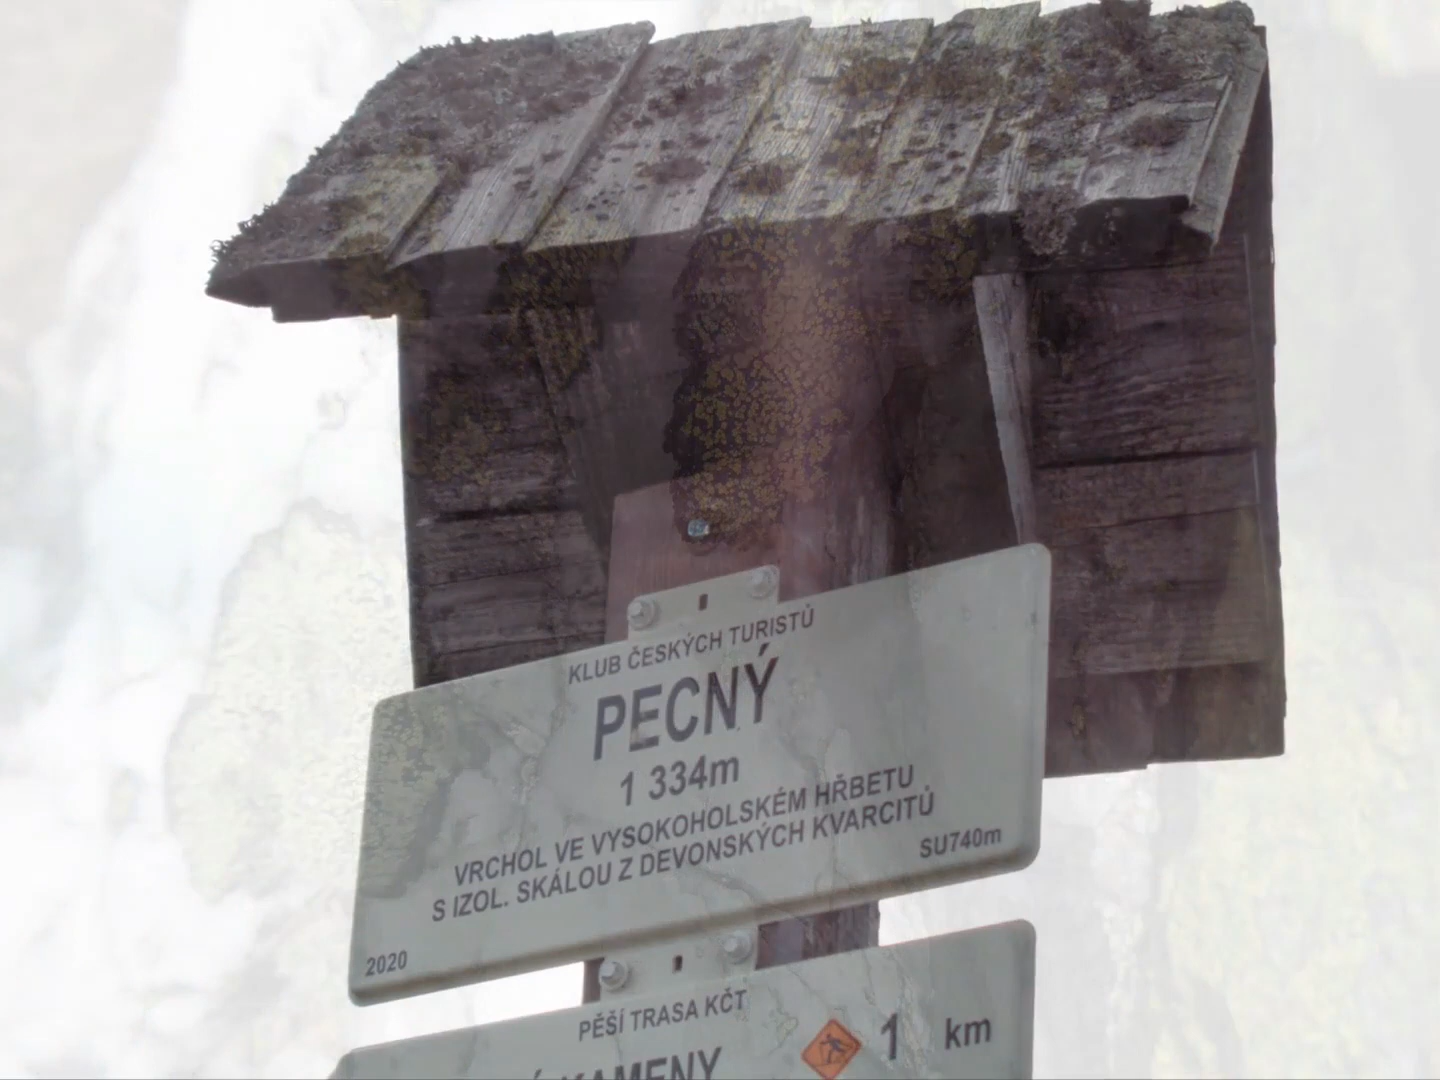 KLUB ČESKÝCH TURISTŮ
PECNÝ
1 334m
VRCHOL VE VYSOKOHOLSKÉM HŘBETU
S IZOL. SKÁLOU Z DEVONSKÝCH KVARCITŮ
SU740m
2020
PĚŠÍ TRASA KČT
KAMENY 1 km